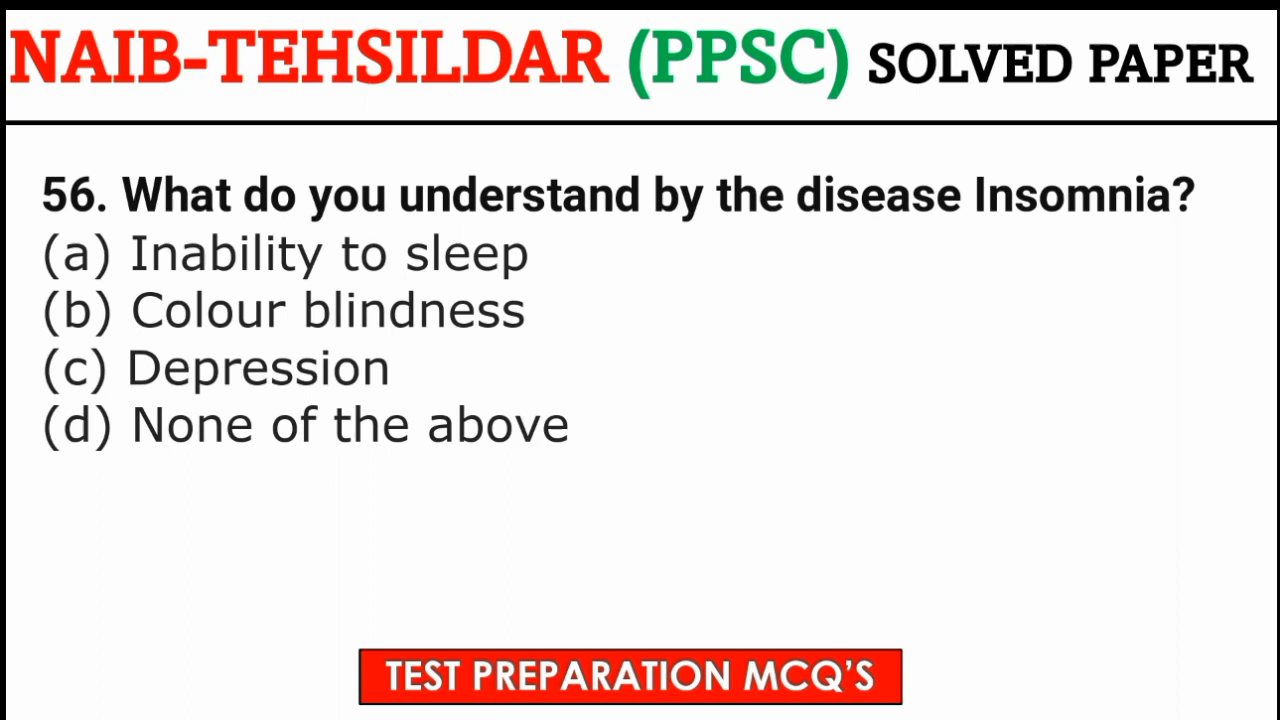 NAIB-TEHSILDAR (PPSC) SOLVED PAPER
56. What do you understand by the disease Insomnia?
(a) Inability to sleep
(b) Colour blindness
(c) Depression
(d) None of the above
TEST PREPARATION MCQ'S